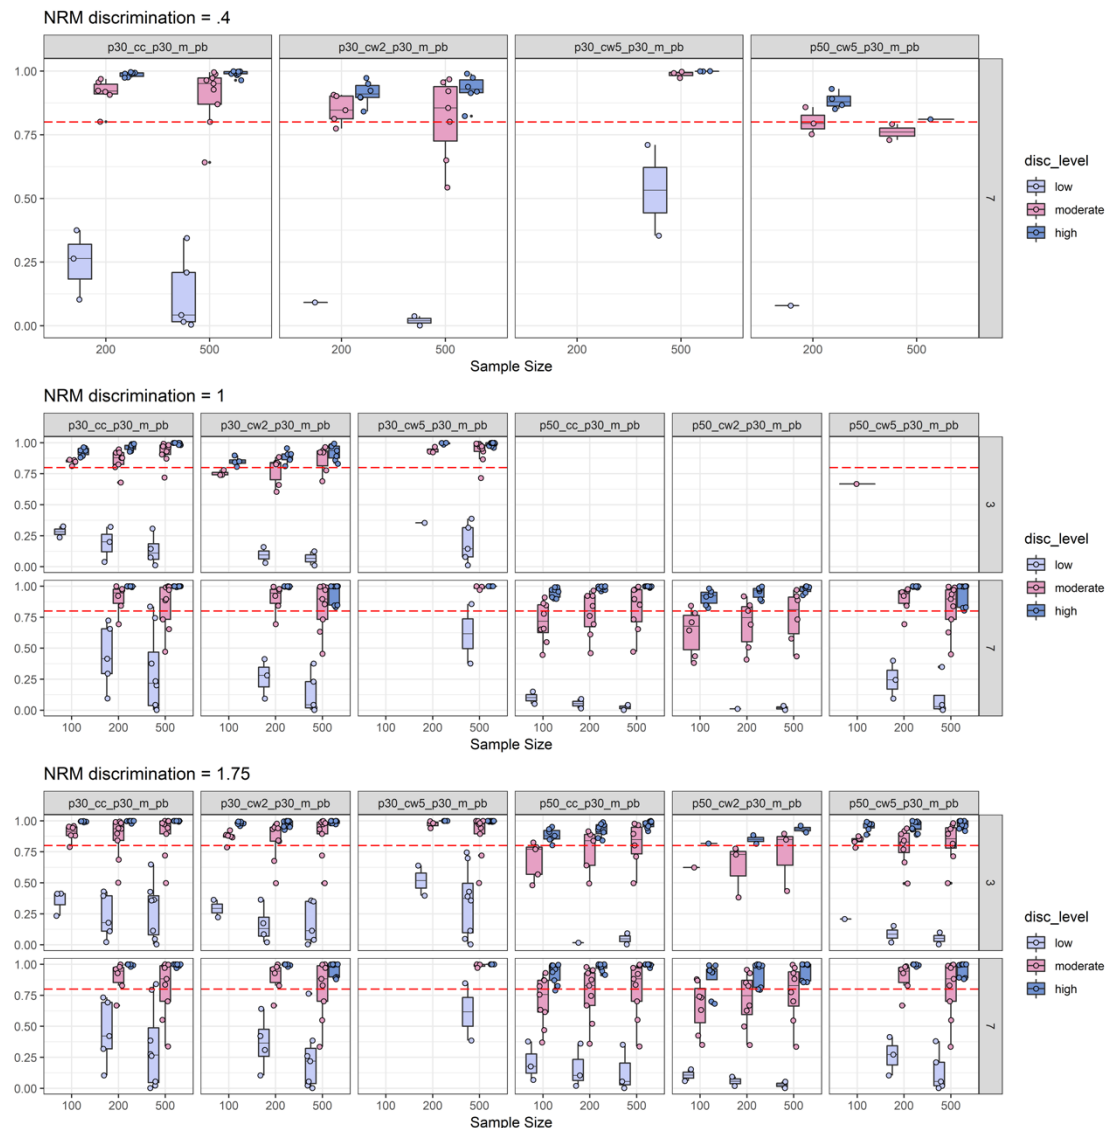 NRM discrimination = .4
p30_cc_p30_m_pb p30_cw2_p30_m_pb p30_cw5_p30_m_pb p50_cw5_p30_m_pb
1.00
0.75
0.50
0.25
0.00
7
200 500 200 500 200 500 200 500
Sample Size
disc_level
low
moderate
high
NRM discrimination = 1
p30_cc_p30_m_pb p30_cw2_p30_m_pb p30_cw5_p30_m_pb p50_cc_p30_m_pb p50_cw2_p30_m_pb p50_cw5_p30_m_pb
1.00
0.75
0.50
0.25
0.00
3
1.00
0.75
0.50
0.25
0.00
7
100 200 500 100 200 500 100 200 500 100 200 500 100 200 500 100 200 500
Sample Size
disc_level
low
moderate
high
NRM discrimination = 1.75
p30_cc_p30_m_pb p30_cw2_p30_m_pb p30_cw5_p30_m_pb p50_cc_p30_m_pb p50_cw2_p30_m_pb p50_cw5_p30_m_pb
1.00
0.75
0.50
0.25
0.00
3
1.00
0.75
0.50
0.25
0.00
7
100 200 500 100 200 500 100 200 500 100 200 500 100 200 500 100 200 500
Sample Size
disc_level
low
moderate
high